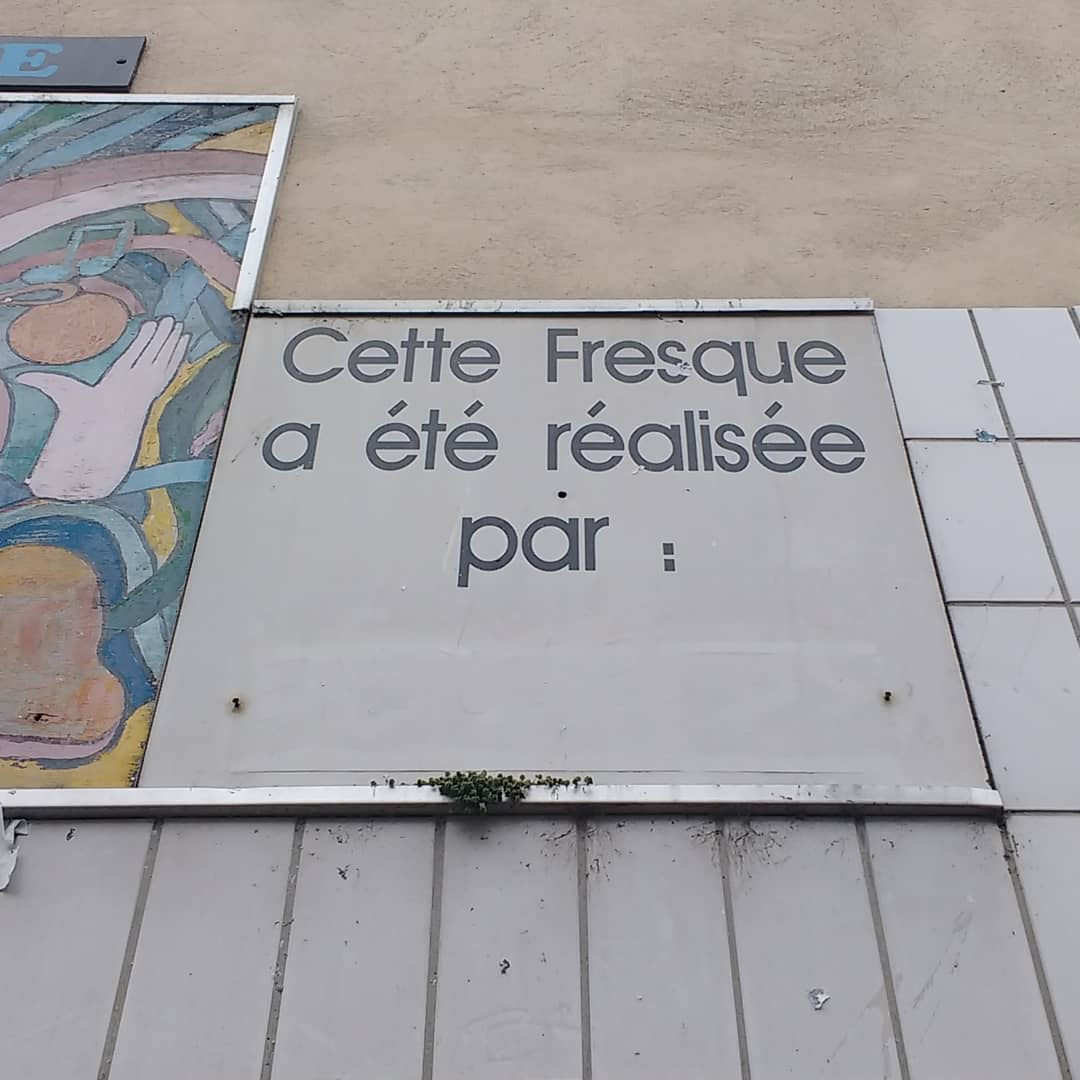 E
Cette Fresque
a été réalisée
par :